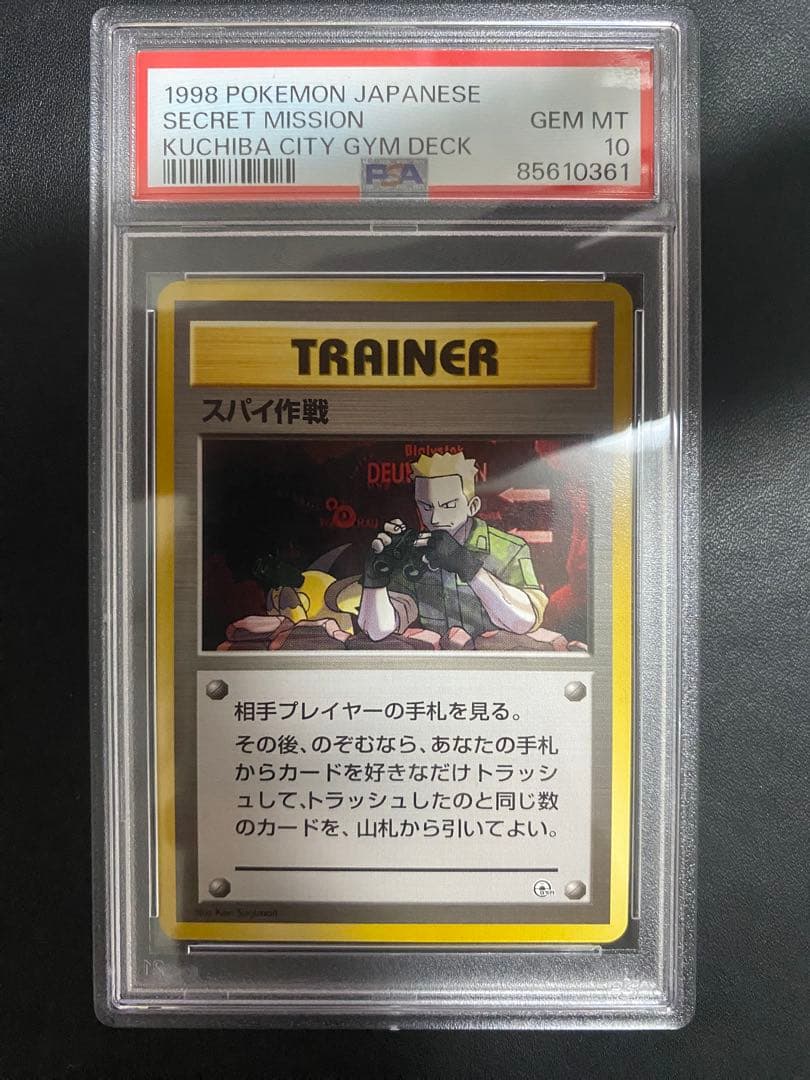 1998 POKEMON JAPANESE
SECRET MISSION GEM MT
KUCHIBA CITY GYM DECK 10
PSA 85610361
TRAINER
スパイ作戦
Bialystok
相手プレイヤーの手札を見る。
その後、のぞむなら、あなたの手札
からカードを好きなだけトラッシ
ュして、トラッシュしたのと同じ数
のカードを、山札から引いてよい。
Illus. Ken Sugimori